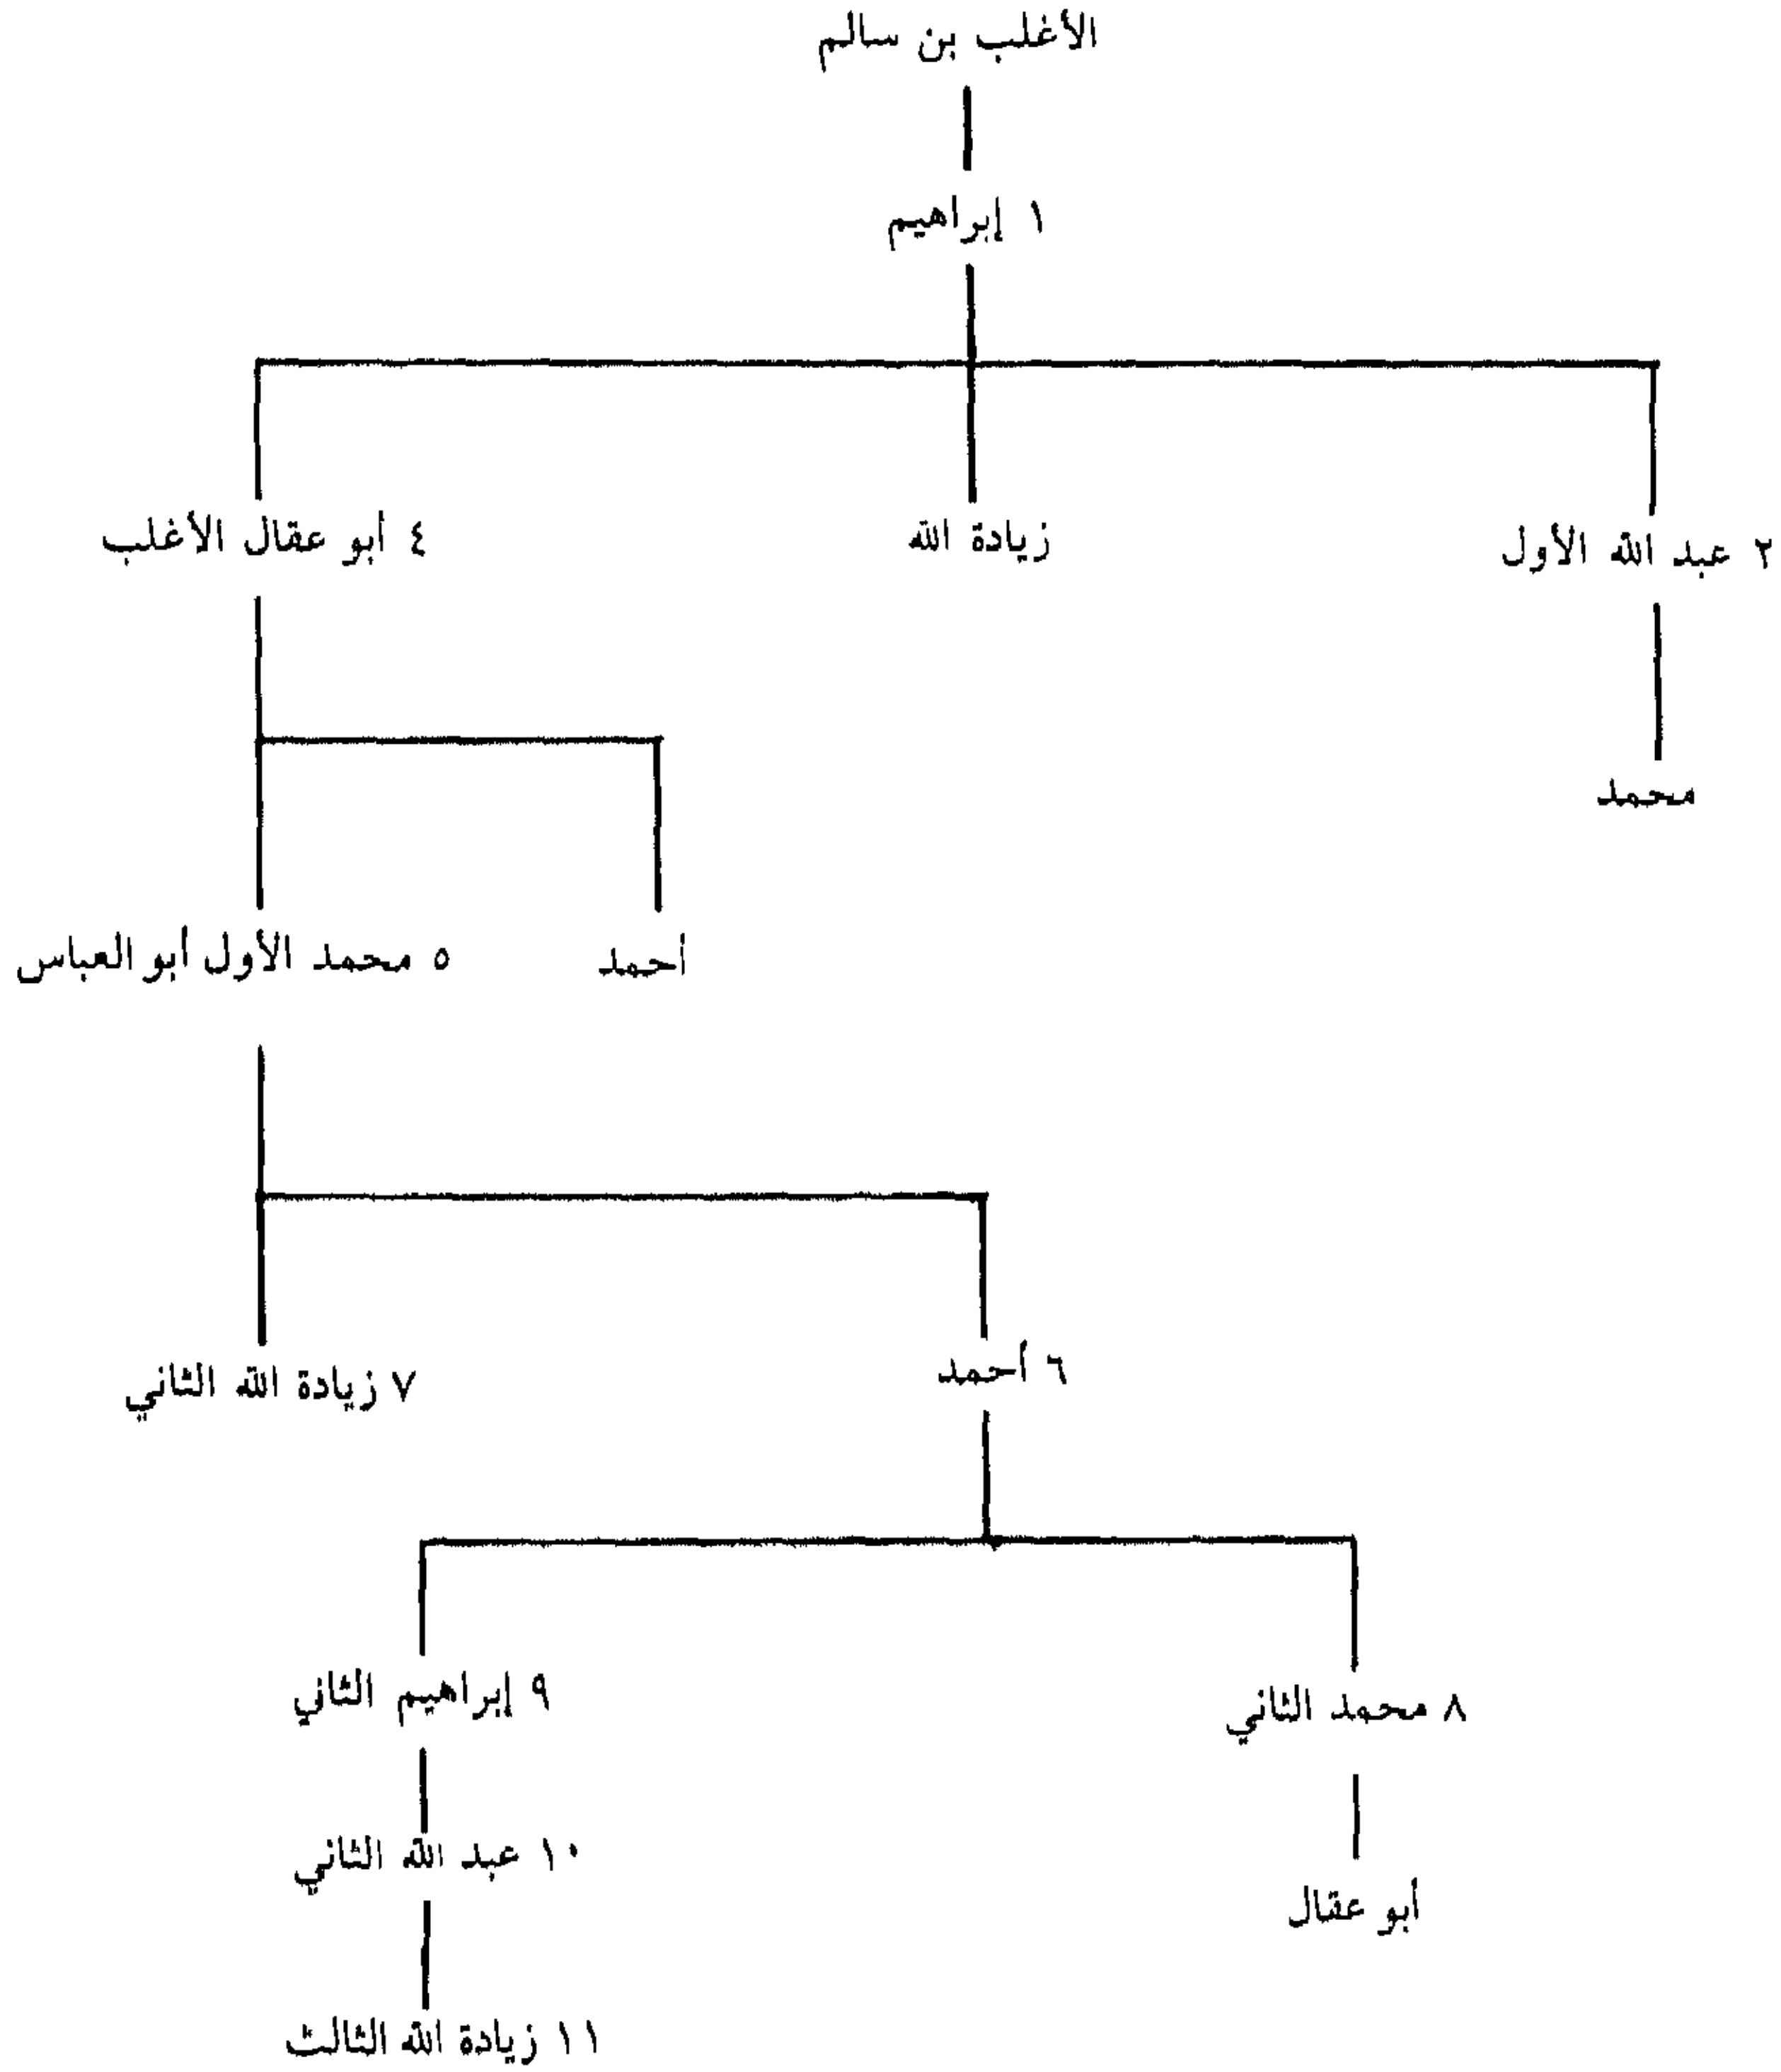 الأغلب بن سالم
١ إبراهيم
٢ عبد الله الأول
زيادة الله
٤ أبو عقال الأغلب
محمد
أحمد
٥ محمد الأول أبو العباس
٦ أحمد
٧ زيادة الله الثاني
٨ محمد الثاني
٩ إبراهيم الثاني
١٠ عبد الله الثاني
أبو عقال
١١ زيادة الله الثالث